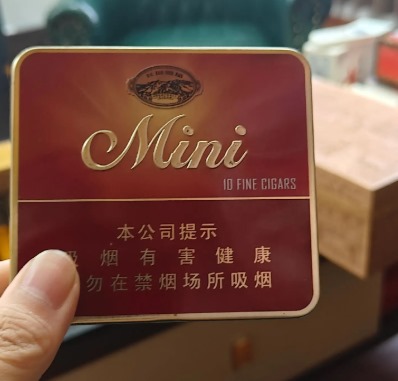 Mini
10 FINE CIGARS
本公司提示
吸烟有害健康
勿在禁烟场所吸烟